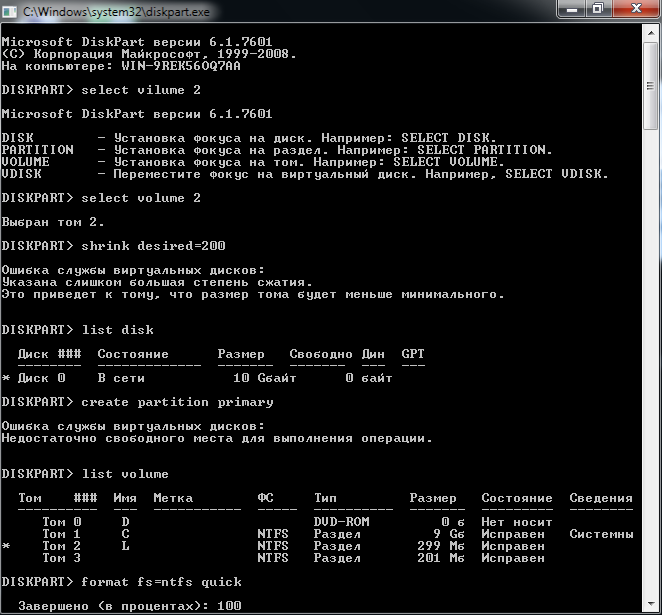 C:\Windows\system32\diskpart.exe
Microsoft DiskPart версии 6.1.7601
(C) Корпорация Майкрософт, 1999-2008.
На компьютере: WIN-9REK56OQ7AA
DISKPART> select vilume 2
Microsoft DiskPart версии 6.1.7601
DISK - Установка фокуса на диск. Например: SELECT DISK.
PARTITION - Установка фокуса на раздел. Например: SELECT PARTITION.
VOLUME - Установка фокуса на том. Например: SELECT VOLUME.
VDISK - Переместите фокус на виртуальный диск. Например, SELECT VDISK.
DISKPART> select volume 2
Выбран том 2.
DISKPART> shrink desired=200
Ошибка службы виртуальных дисков:
Указана слишком большая степень сжатия.
Это приведет к тому, что размер тома будет меньше минимального.
DISKPART> list disk
Диск ### Состояние Размер Свободно Дин GPT
-------- ------------- ------- ------- --- ---
* Диск 0 В сети 10 Gбайт 0 байт
DISKPART> create partition primary
Ошибка службы виртуальных дисков:
Недостаточно свободного места для выполнения операции.
DISKPART> list volume
Том ### Имя Метка ФС Тип Размер Состояние Сведения
---------- --- ----------- ----- ---------- ------- --------- --------
Том 0 D DVD-ROM 0 б Нет носит
Том 1 C NTFS Раздел 9 Gб Исправен Системны
* Том 2 L NTFS Раздел 299 Mб Исправен
Том 3 NTFS Раздел 201 Mб Исправен
DISKPART> format fs=ntfs quick
Завершено (в процентах): 100